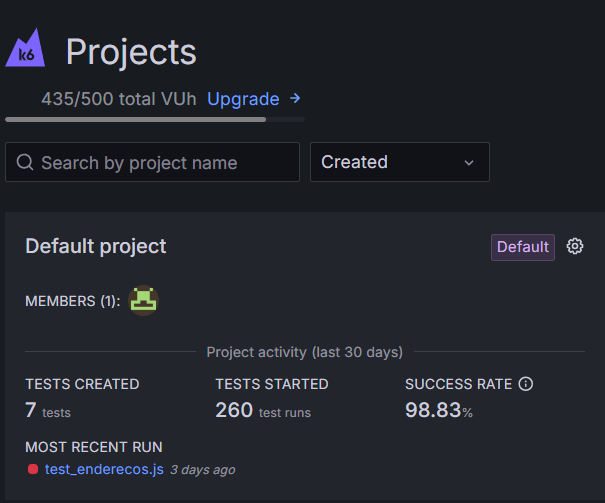 k6
Projects
435/500 total VUh Upgrade →
Search by project name
Created
Default project
Default
MEMBERS (1):
Project activity (last 30 days)
TESTS CREATED TESTS STARTED SUCCESS RATE
7 tests 260 test runs 98.83%
MOST RECENT RUN
test_enderecos.js 3 days ago